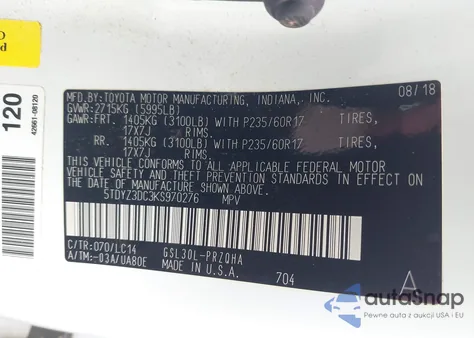 MFD.BY:TOYOTA MOTOR MANUFACTURING, INDIANA, INC. 08/18
GVWR:2715KG (5995LB)
GAWR:FRT. 1405KG (3100LB) WITH P235/60R17 TIRES,
17X7J RIMS.
RR. 1405KG (3100LB) WITH P235/60R17 TIRES,
17X7J RIMS.
THIS VEHICLE CONFORMS TO ALL APPLICABLE FEDERAL MOTOR
VEHICLE SAFETY AND THEFT PREVENTION STANDARDS IN
EFFECT ON THE DATE OF MANUFACTURE SHOWN ABOVE.
5TDYZ3DC3KS970276 MPV
C/TR:070/LC14 GSL30L-PRZQHA
A/TM:-03A/UA80E MADE IN U.S.A. 704
A
120
42661-08120
autoSnap
Pewne auta z aukcji USA i EU